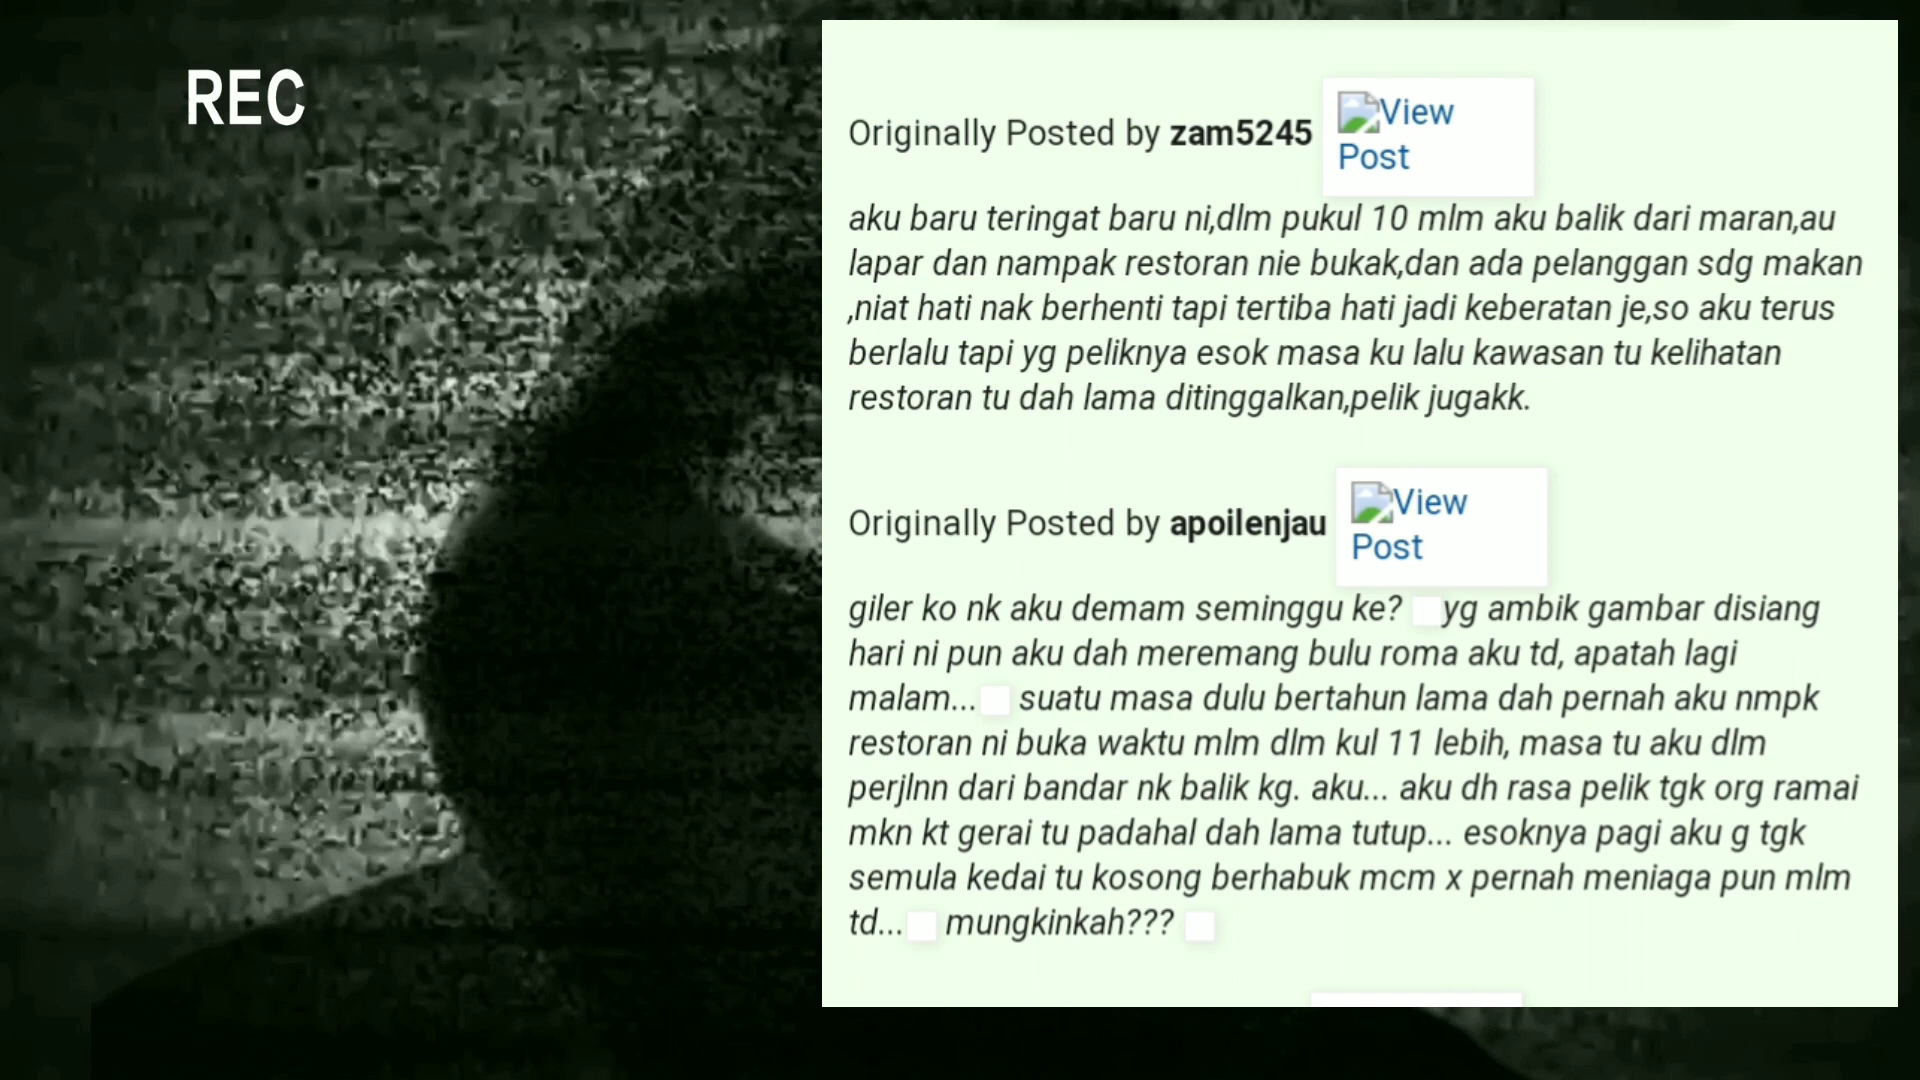 REC
Originally Posted by zam5245 View Post
aku baru teringat baru ni,dlm pukul 10 mlm aku balik dari maran,au
lapar dan nampak restoran nie bukak,dan ada pelanggan sdg makan
,niat hati nak berhenti tapi tertiba hati jadi keberatan je,so aku terus
berlalu tapi yg peliknya esok masa ku lalu kawasan tu kelihatan
restoran tu dah lama ditinggalkan,pelik jugakk.
Originally Posted by apoilenjau View Post
giler ko nk aku demam seminggu ke? yg ambik gambar disiang
hari ni pun aku dah meremang bulu roma aku td, apatah lagi
malam... suatu masa dulu bertahun lama dah pernah aku nmpk
restoran ni buka waktu mlm dlm kul 11 lebih, masa tu aku dlm
perjlnn dari bandar nk balik kg. aku... aku dh rasa pelik tgk org ramai
mkn kt gerai tu padahal dah lama tutup... esoknya pagi aku g tgk
semula kedai tu kosong berhabuk mcm x pernah meniaga pun mlm
td... mungkinkah???